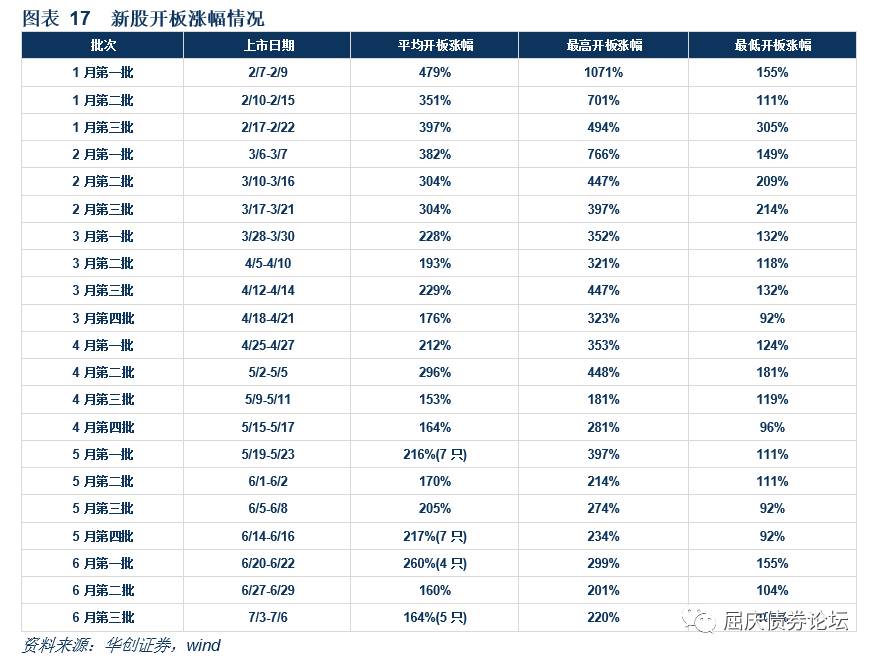 图表 17 新股开板涨幅情况
批次 上市日期 平均开板涨幅 最高开板涨幅 最低开板涨幅
1 月第一批 2/7-2/9 479% 1071% 155%
1 月第二批 2/10-2/15 351% 701% 111%
1 月第三批 2/17-2/22 397% 494% 305%
2 月第一批 3/6-3/7 382% 766% 149%
2 月第二批 3/10-3/16 304% 447% 209%
2 月第三批 3/17-3/21 304% 397% 214%
3 月第一批 3/28-3/30 228% 352% 132%
3 月第二批 4/5-4/10 193% 321% 118%
3 月第三批 4/12-4/14 229% 447% 132%
3 月第四批 4/18-4/21 176% 323% 92%
4 月第一批 4/25-4/27 212% 353% 124%
4 月第二批 5/2-5/5 296% 448% 181%
4 月第三批 5/9-5/11 153% 181% 119%
4 月第四批 5/15-5/17 164% 281% 96%
5 月第一批 5/19-5/23 216%(7 只) 397% 111%
5 月第二批 6/1-6/2 170% 214% 111%
5 月第三批 6/5-6/8 205% 274% 92%
5 月第四批 6/14-6/16 217%(7 只) 234% 92%
6 月第一批 6/20-6/22 260%(4 只) 299% 155%
6 月第二批 6/27-6/29 160% 201% 104%
6 月第三批 7/3-7/6 164%(5 只) 220%
屈庆债券论坛
资料来源：华创证券，wind